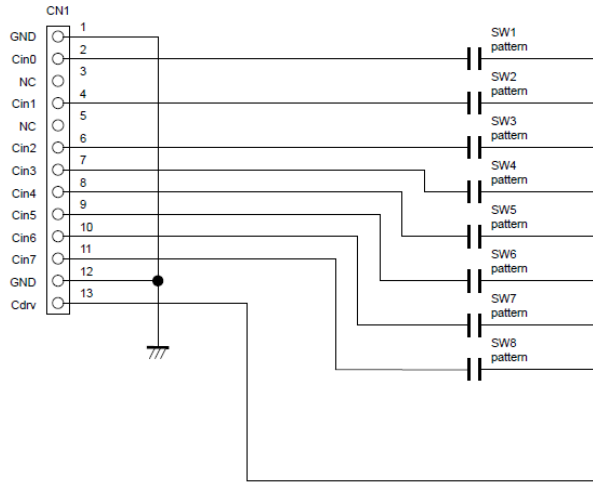 CN1
GND 1
Cin0 2
NC 3
Cin1 4
NC 5
Cin2 6
Cin3 7
Cin4 8
Cin5 9
Cin6 10
Cin7 11
GND 12
Cdrv 13
SW1
pattern
SW2
pattern
SW3
pattern
SW4
pattern
SW5
pattern
SW6
pattern
SW7
pattern
SW8
pattern